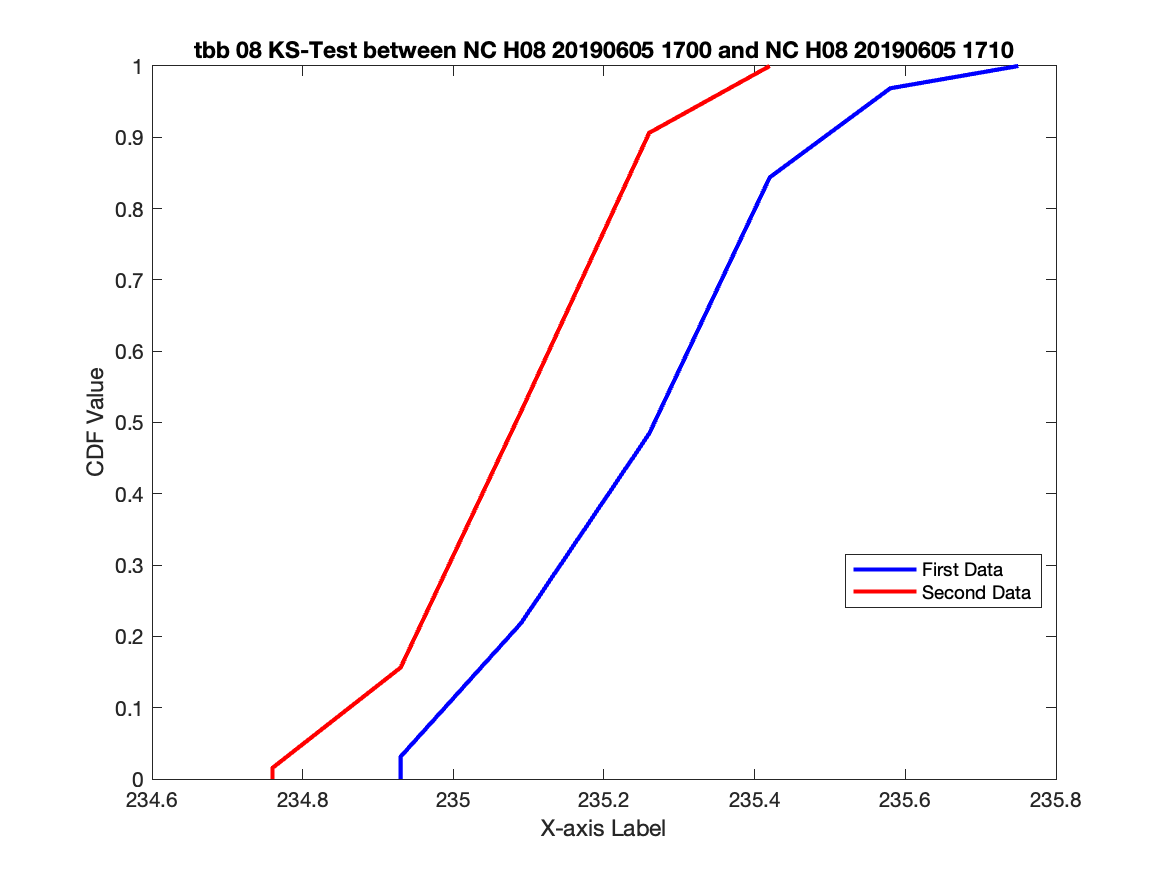 tbb 08 KS-Test between NC H08 20190605 1700 and NC H08 20190605 1710
1
0.9
0.8
0.7
0.6
0.5
0.4
0.3
0.2
0.1
0
CDF Value
First Data
Second Data
234.6 234.8 235 235.2 235.4 235.6 235.8
X-axis Label